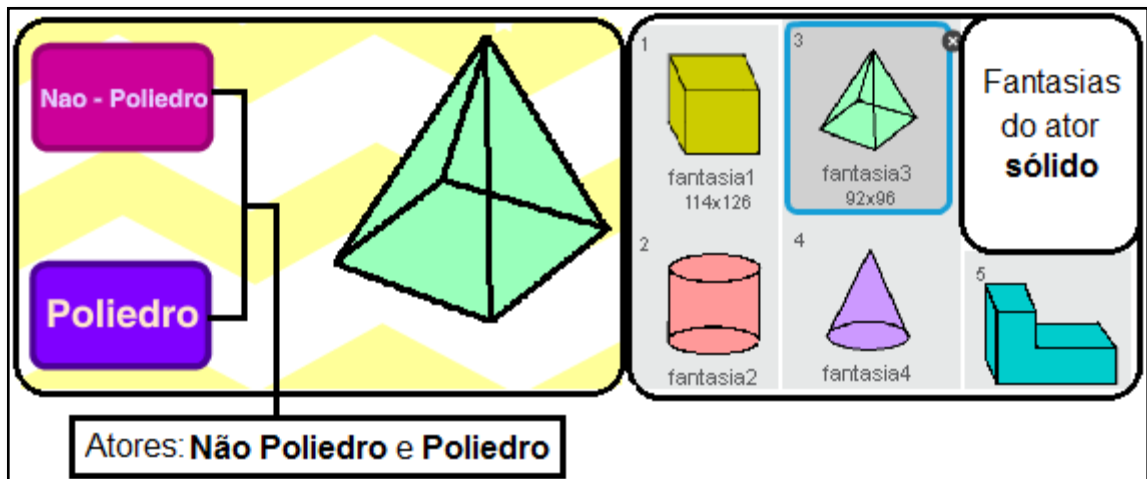 Nao - Poliedro
Poliedro
Atores: Não Poliedro e Poliedro
1
fantasia1
114x126
2
fantasia2
3
fantasia3
92x96
4
fantasia4
5
Fantasias
do ator
sólido